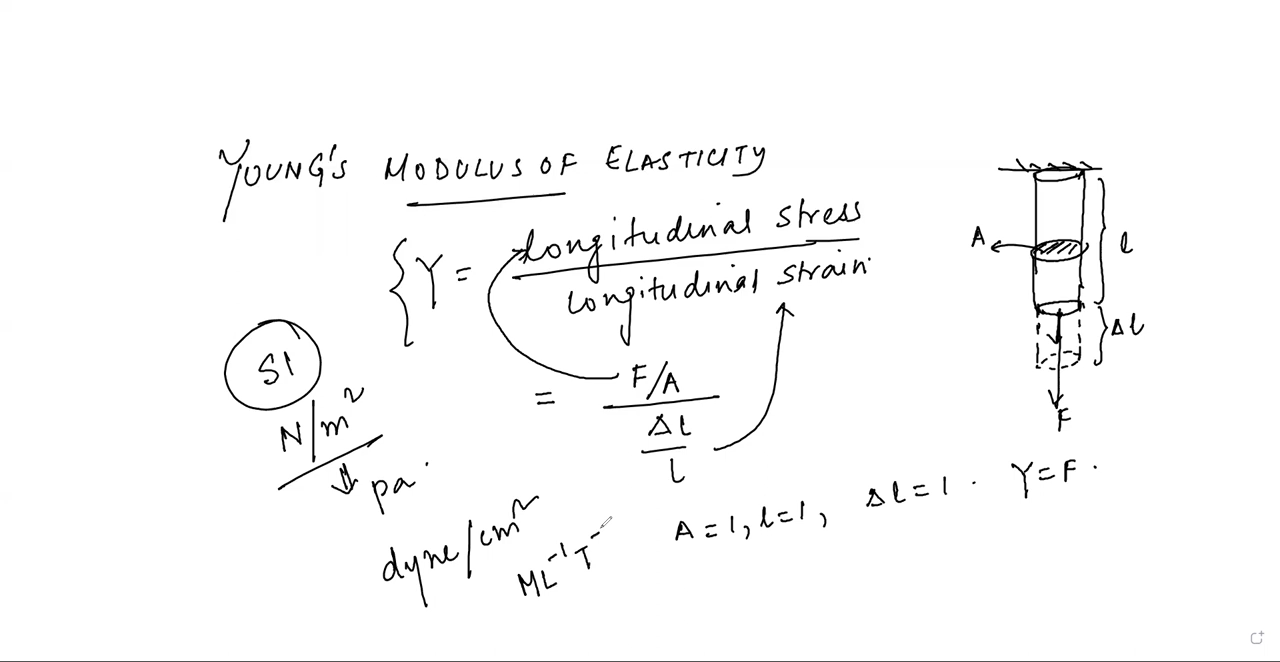 YOUNG'S MODULUS OF ELASTICITY
Y = Longitudinal stress
Longitudinal strain
= F/A
Δl
l
SI
N/m²
pa.
dyne/cm²
ML⁻¹T⁻
A=1, l=1, Δl=1. Y=F.
A
l
Δl
F